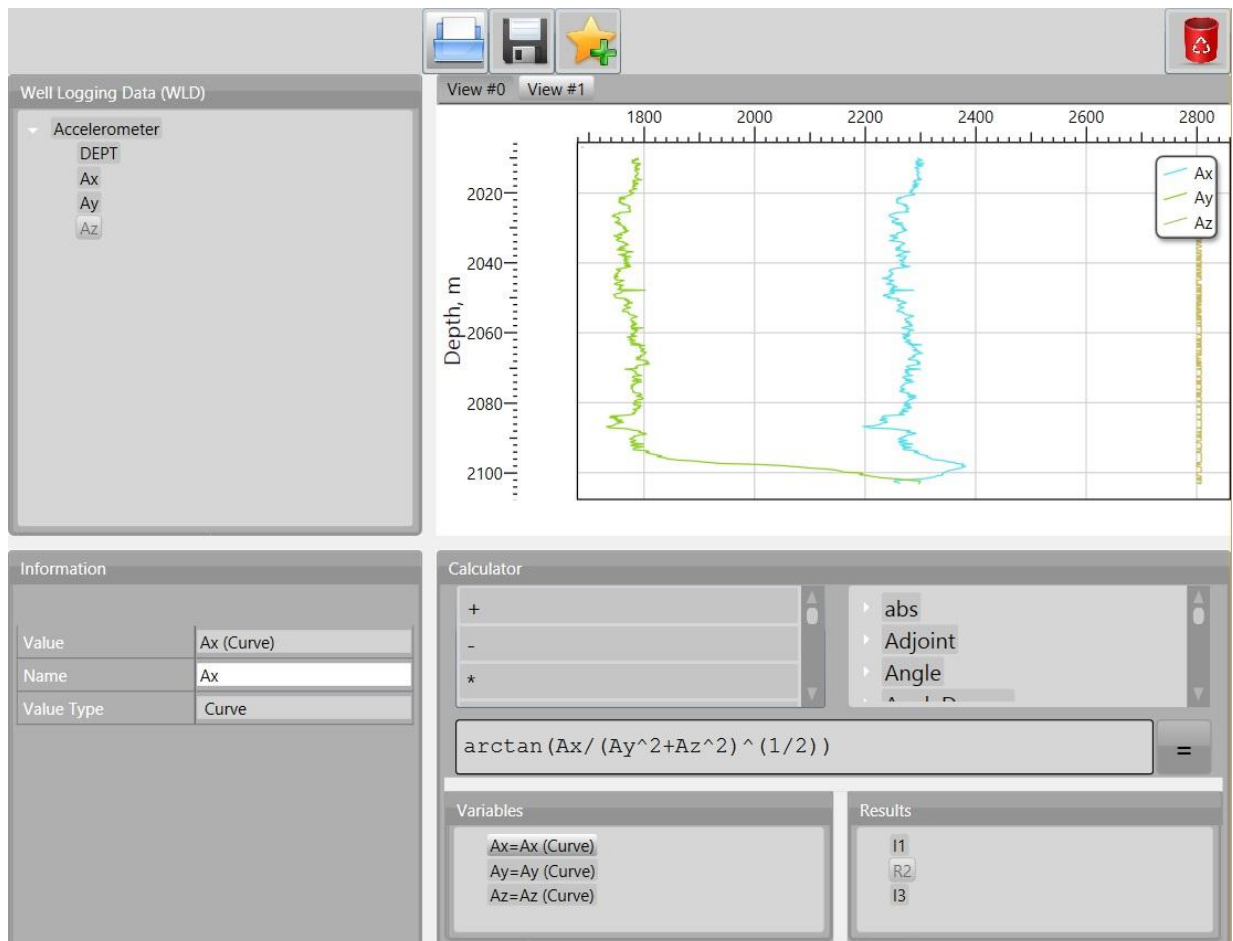 Well Logging Data (WLD)
Accelerometer
DEPT
Ax
Ay
Az
View #0 View #1
1800 2000 2200 2400 2600 2800
Ax
Ay
Az
Depth, m
2020
2040
2060
2080
2100
Information
Value Ax (Curve)
Name Ax
Value Type Curve
Calculator
+
-
*
abs
Adjoint
Angle
arctan(Ax/(Ay^2+Az^2)^(1/2))
=
Variables
Ax=Ax (Curve)
Ay=Ay (Curve)
Az=Az (Curve)
Results
I1
R2
I3